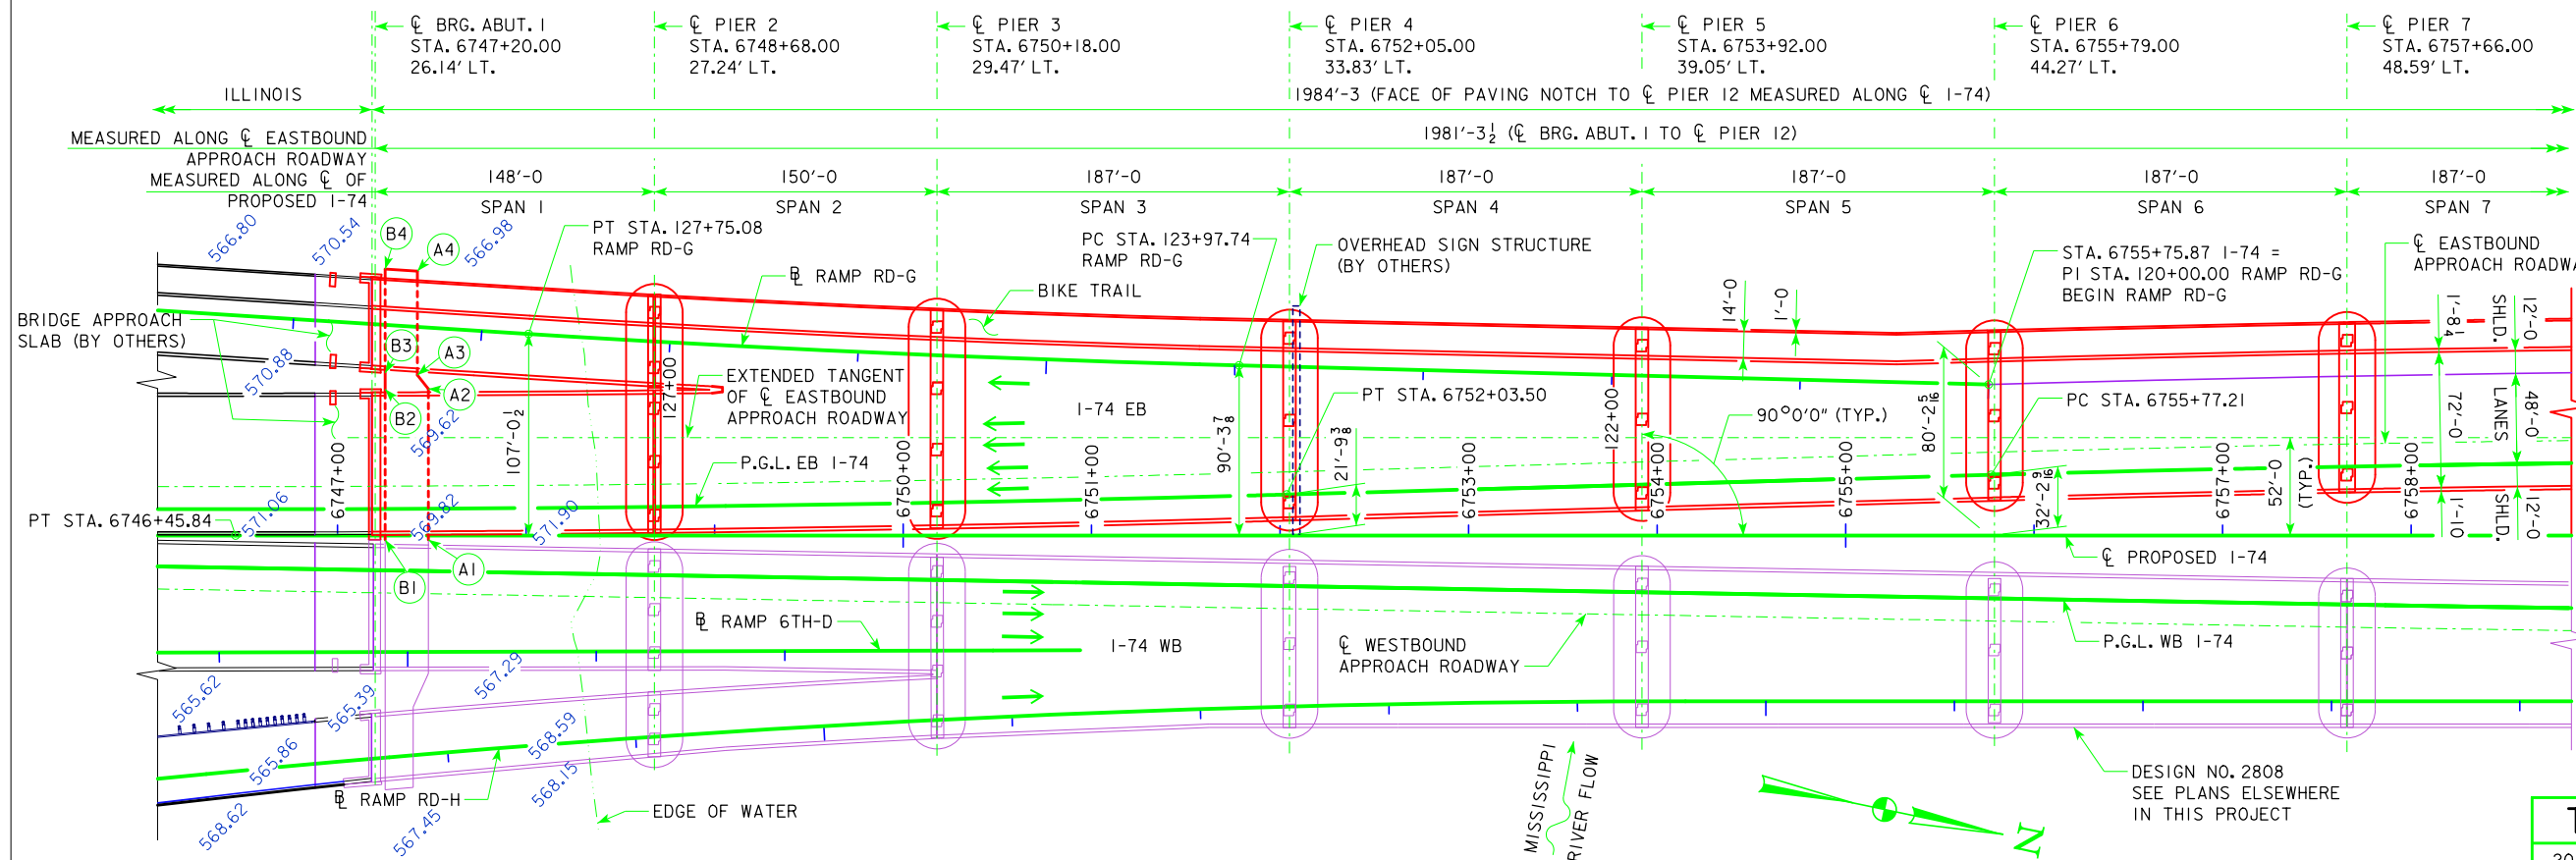 ℄ BRG. ABUT. 1
STA. 6747+20.00
26.14' LT.
℄ PIER 2
STA. 6748+68.00
27.24' LT.
℄ PIER 3
STA. 6750+18.00
29.47' LT.
℄ PIER 4
STA. 6752+05.00
33.83' LT.
℄ PIER 5
STA. 6753+92.00
39.05' LT.
℄ PIER 6
STA. 6755+79.00
44.27' LT.
℄ PIER 7
STA. 6757+66.00
48.59' LT.
ILLINOIS
1984'-3 (FACE OF PAVING NOTCH TO ℄ PIER 12 MEASURED ALONG ℄ I-74)
MEASURED ALONG ℄ EASTBOUND
APPROACH ROADWAY
1981'-3 1/2 (℄ BRG. ABUT. 1 TO ℄ PIER 12)
MEASURED ALONG ℄ OF
PROPOSED I-74
148'-0
150'-0
187'-0
187'-0
187'-0
187'-0
187'-0
SPAN 1
SPAN 2
SPAN 3
SPAN 4
SPAN 5
SPAN 6
SPAN 7
566.80
570.54
566.98
B4
A4
PT STA. 127+75.08
RAMP RD-G
PC STA. 123+97.74
RAMP RD-G
OVERHEAD SIGN STRUCTURE
(BY OTHERS)
STA. 6755+75.87 I-74 =
PI STA. 120+00.00 RAMP RD-G
BEGIN RAMP RD-G
℄ EASTBOUND
APPROACH ROADWA
BL RAMP RD-G
BIKE TRAIL
14'-0
1'-0
1'-8 1/4
SHLD.
12'-0
BRIDGE APPROACH
SLAB (BY OTHERS)
570.88
B3
A3
A2
B2
569.62
107'-0 1/2
127+00
EXTENDED TANGENT
OF ℄ EASTBOUND
APPROACH ROADWAY
I-74 EB
90'-3 7/8
21'-9 3/8
PT STA. 6752+03.50
122+00
90°0'0" (TYP.)
80'-2 5/16
PC STA. 6755+77.21
72'-0
LANES
48'-0
P.G.L. EB I-74
6747+00
6750+00
6751+00
6753+00
6754+00
6755+00
6757+00
6758+00
32'-2 9/16
52'-0
(TYP.)
1'-10
SHLD.
12'-0
PT STA. 6746+45.84
571.06
569.82
571.90
A1
B1
℄ PROPOSED I-74
BL RAMP 6TH-D
I-74 WB
℄ WESTBOUND
APPROACH ROADWAY
P.G.L. WB I-74
565.62
565.39
567.29
565.86
568.59
568.62
567.45
568.15
BL RAMP RD-H
EDGE OF WATER
MISSISSIPPI
RIVER FLOW
N
DESIGN NO. 2808
SEE PLANS ELSEWHERE
IN THIS PROJECT